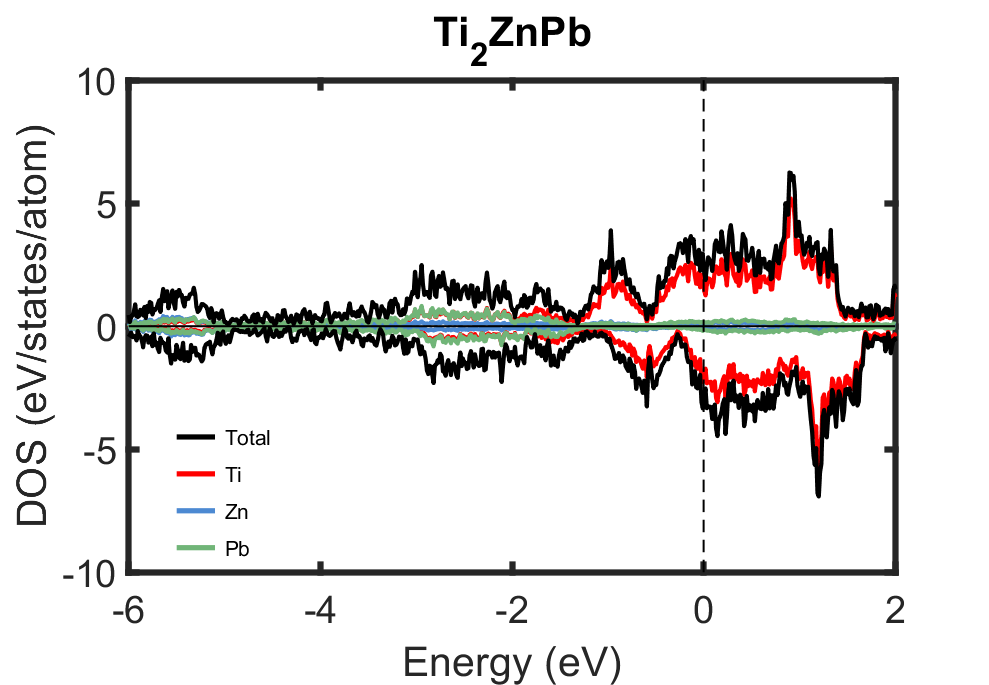 Ti₂ZnPb
DOS (eV/states/atom)
10
5
0
-5
-10
Total
Ti
Zn
Pb
-6 -4 -2 0 2
Energy (eV)